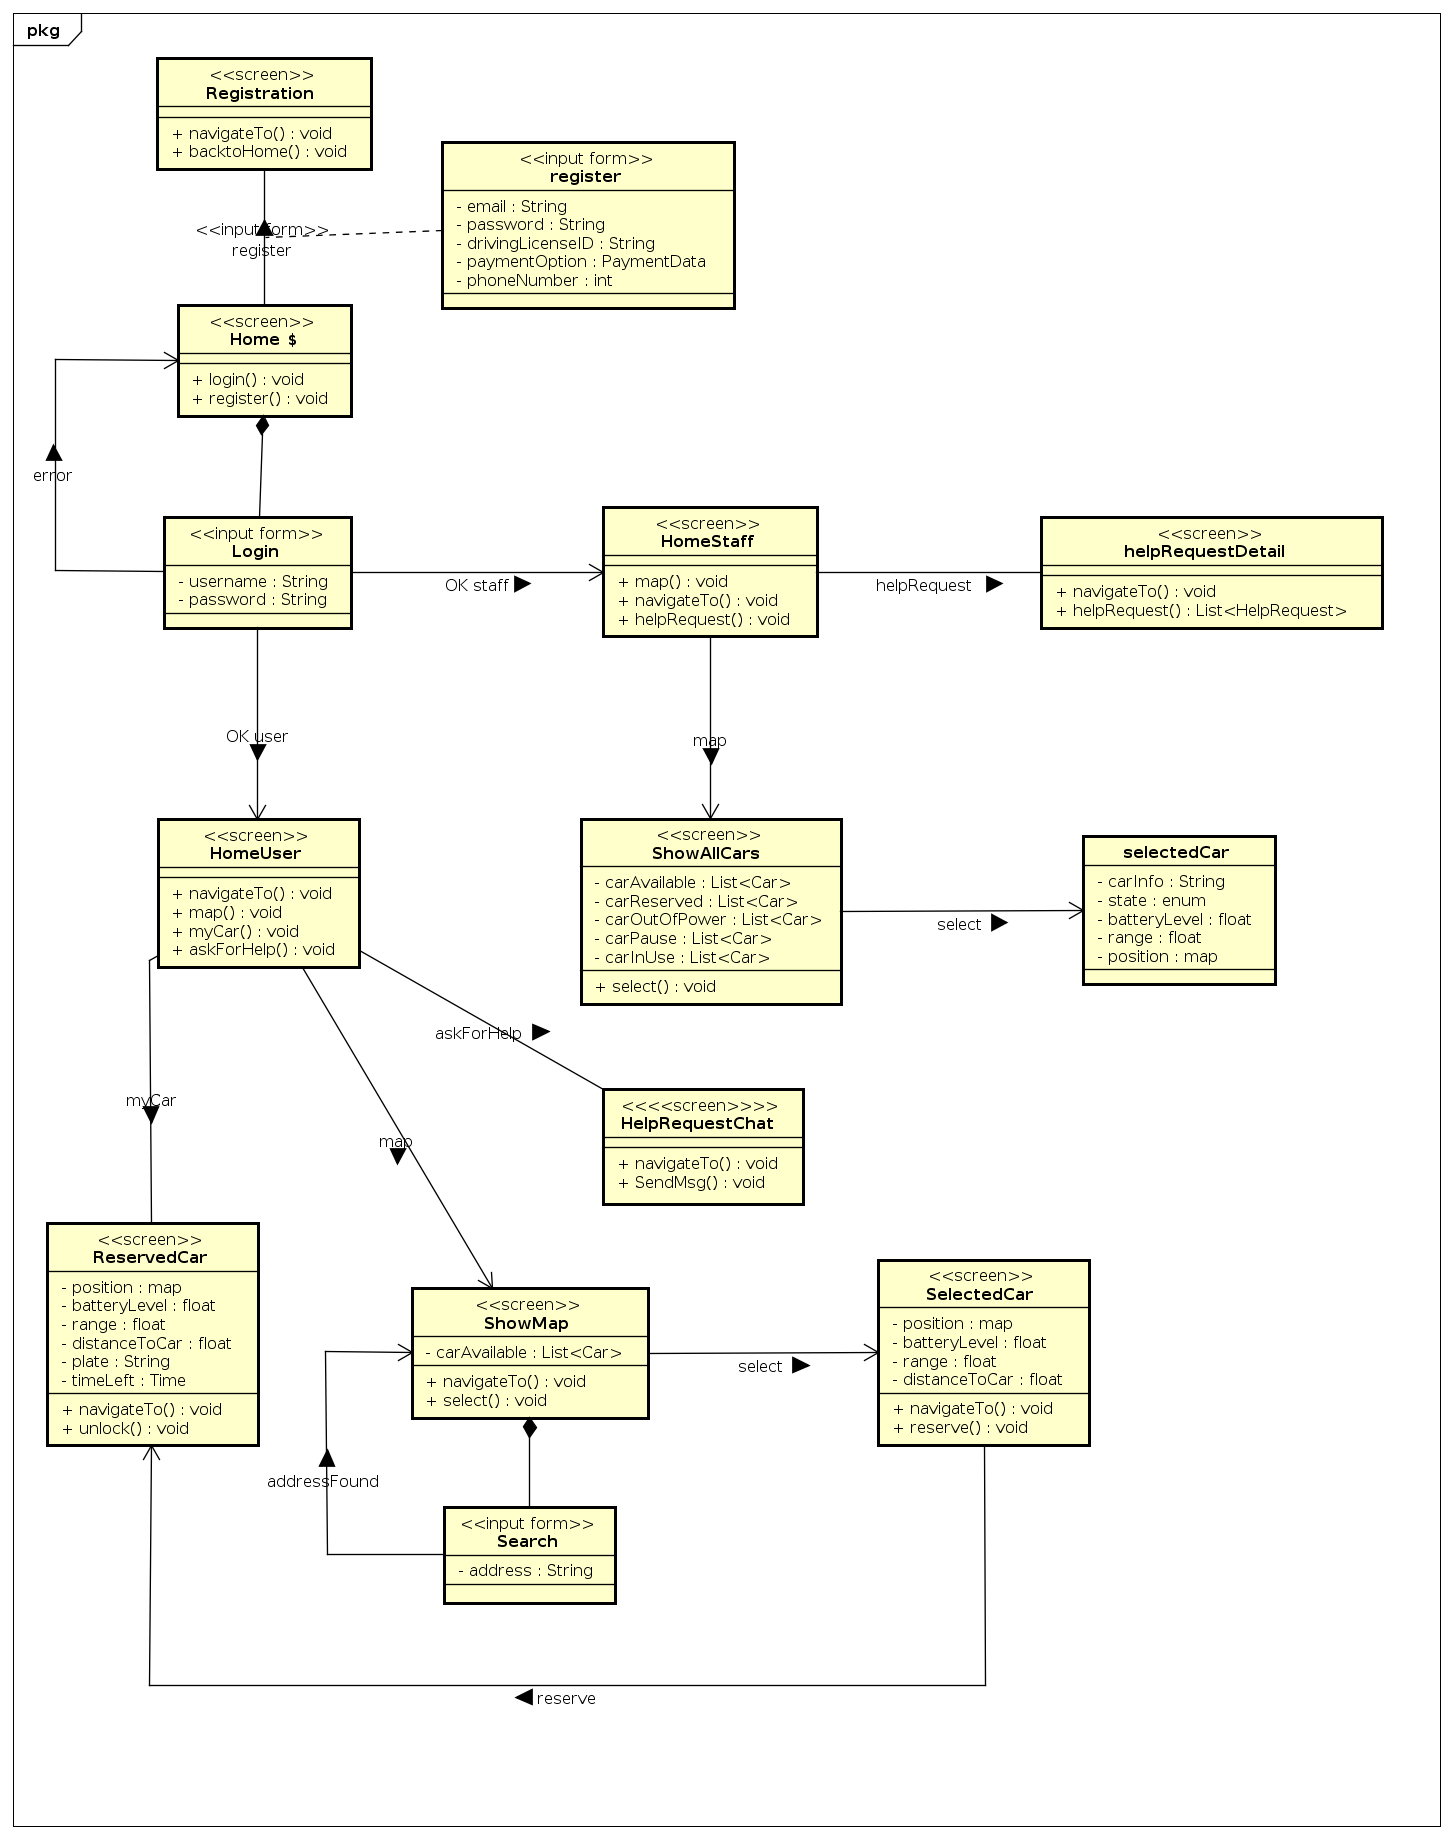 pkg
<<screen>>
Registration
+ navigateTo() : void
+ backtoHome() : void
<<input form>>
register
- email : String
- password : String
- drivingLicenseID : String
- paymentOption : PaymentData
- phoneNumber : int
<<input form>>
register
<<screen>>
Home $
+ login() : void
+ register() : void
error
<<input form>>
Login
- username : String
- password : String
OK staff
<<screen>>
HomeStaff
+ map() : void
+ navigateTo() : void
+ helpRequest() : void
helpRequest
<<screen>>
helpRequestDetail
+ navigateTo() : void
+ helpRequest() : List<HelpRequest>
OK user
map
<<screen>>
HomeUser
+ navigateTo() : void
+ map() : void
+ myCar() : void
+ askForHelp() : void
<<screen>>
ShowAllCars
- carAvailable : List<Car>
- carReserved : List<Car>
- carOutOfPower : List<Car>
- carPause : List<Car>
- carInUse : List<Car>
+ select() : void
select
selectedCar
- carInfo : String
- state : enum
- batteryLevel : float
- range : float
- position : map
askForHelp
myCar
map
<<<<screen>>>>
HelpRequestChat
+ navigateTo() : void
+ SendMsg() : void
<<screen>>
ReservedCar
- position : map
- batteryLevel : float
- range : float
- distanceToCar : float
- plate : String
- timeLeft : Time
+ navigateTo() : void
+ unlock() : void
<<screen>>
ShowMap
- carAvailable : List<Car>
+ navigateTo() : void
+ select() : void
select
<<screen>>
SelectedCar
- position : map
- batteryLevel : float
- range : float
- distanceToCar : float
+ navigateTo() : void
+ reserve() : void
addressFound
<<input form>>
Search
- address : String
reserve